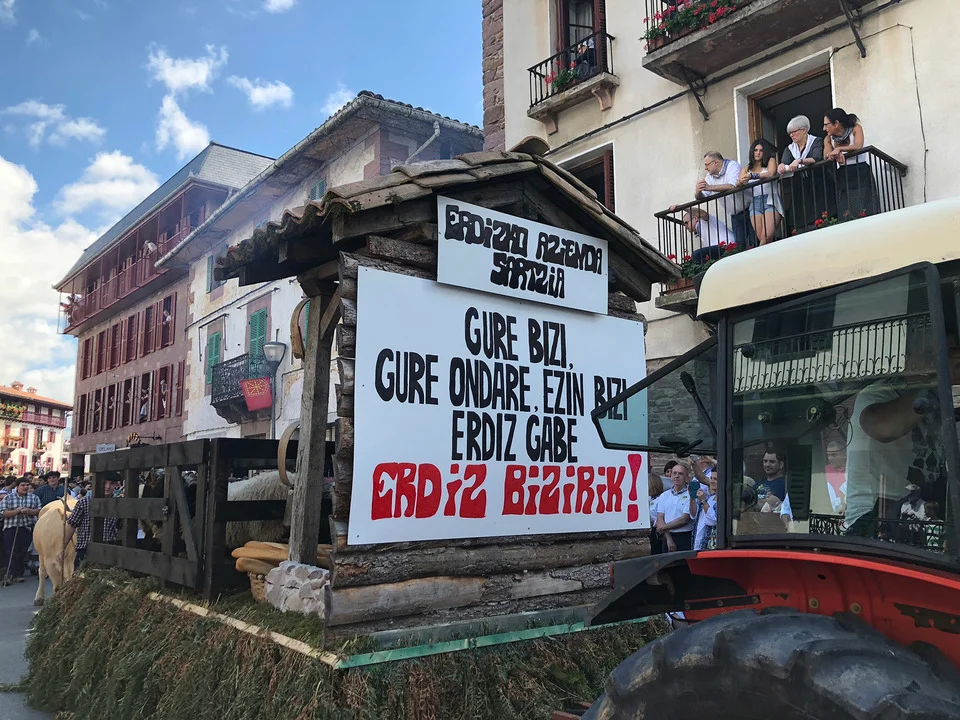 ERDIZKO AZIENDA
SARTZIA
GURE BIZI,
GURE ONDARE, EZIN BIZI
ERDIZ GABE
ERDIZ BIZIRIK!